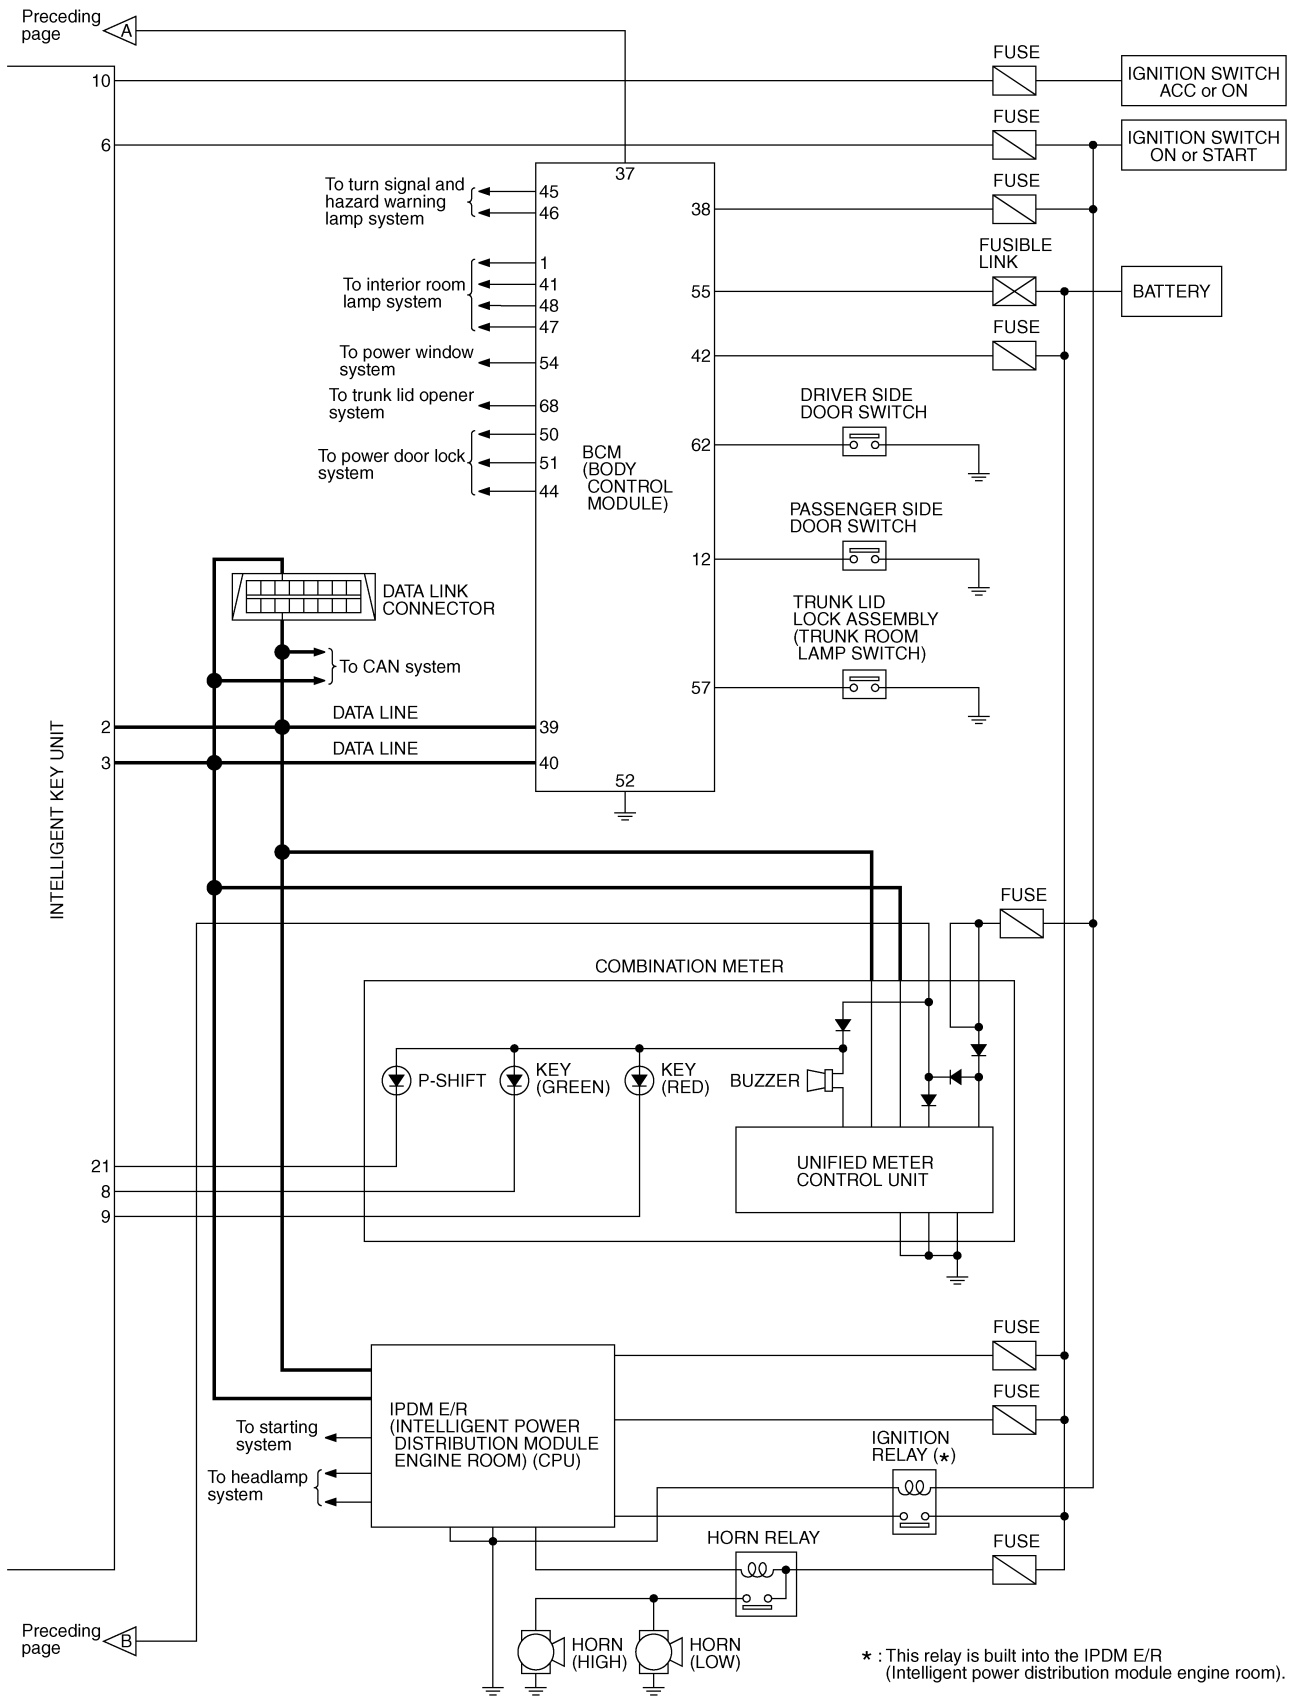 Preceding
page
A
10
FUSE
IGNITION SWITCH
ACC or ON
6
FUSE
IGNITION SWITCH
ON or START
37
To turn signal and
hazard warning
lamp system
45
46
38
FUSE
FUSIBLE
LINK
To interior room
lamp system
1
41
48
47
55
BATTERY
To power window
system
54
42
FUSE
To trunk lid opener
system
68
DRIVER SIDE
DOOR SWITCH
To power door lock
system
50
51
44
62
BCM
(BODY
CONTROL
MODULE)
PASSENGER SIDE
DOOR SWITCH
12
DATA LINK
CONNECTOR
TRUNK LID
LOCK ASSEMBLY
(TRUNK ROOM
LAMP SWITCH)
To CAN system
57
INTELLIGENT KEY UNIT
2
DATA LINE
39
3
DATA LINE
40
52
FUSE
COMBINATION METER
P-SHIFT
KEY
(GREEN)
KEY
(RED)
BUZZER
21
8
9
UNIFIED METER
CONTROL UNIT
FUSE
FUSE
IPDM E/R
(INTELLIGENT POWER
DISTRIBUTION MODULE
ENGINE ROOM) (CPU)
To starting
system
To headlamp
system
IGNITION
RELAY (*)
HORN RELAY
FUSE
Preceding
page
B
HORN
(HIGH)
HORN
(LOW)
* : This relay is built into the IPDM E/R
(Intelligent power distribution module engine room).